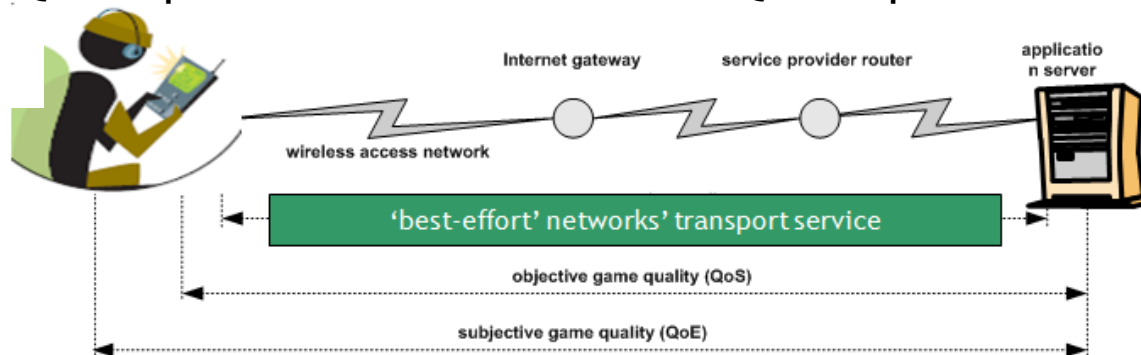 Internet gateway
service provider router
applicatio
n server
wireless access network
‘best-effort’ networks’ transport service
objective game quality (QoS)
subjective game quality (QoE)